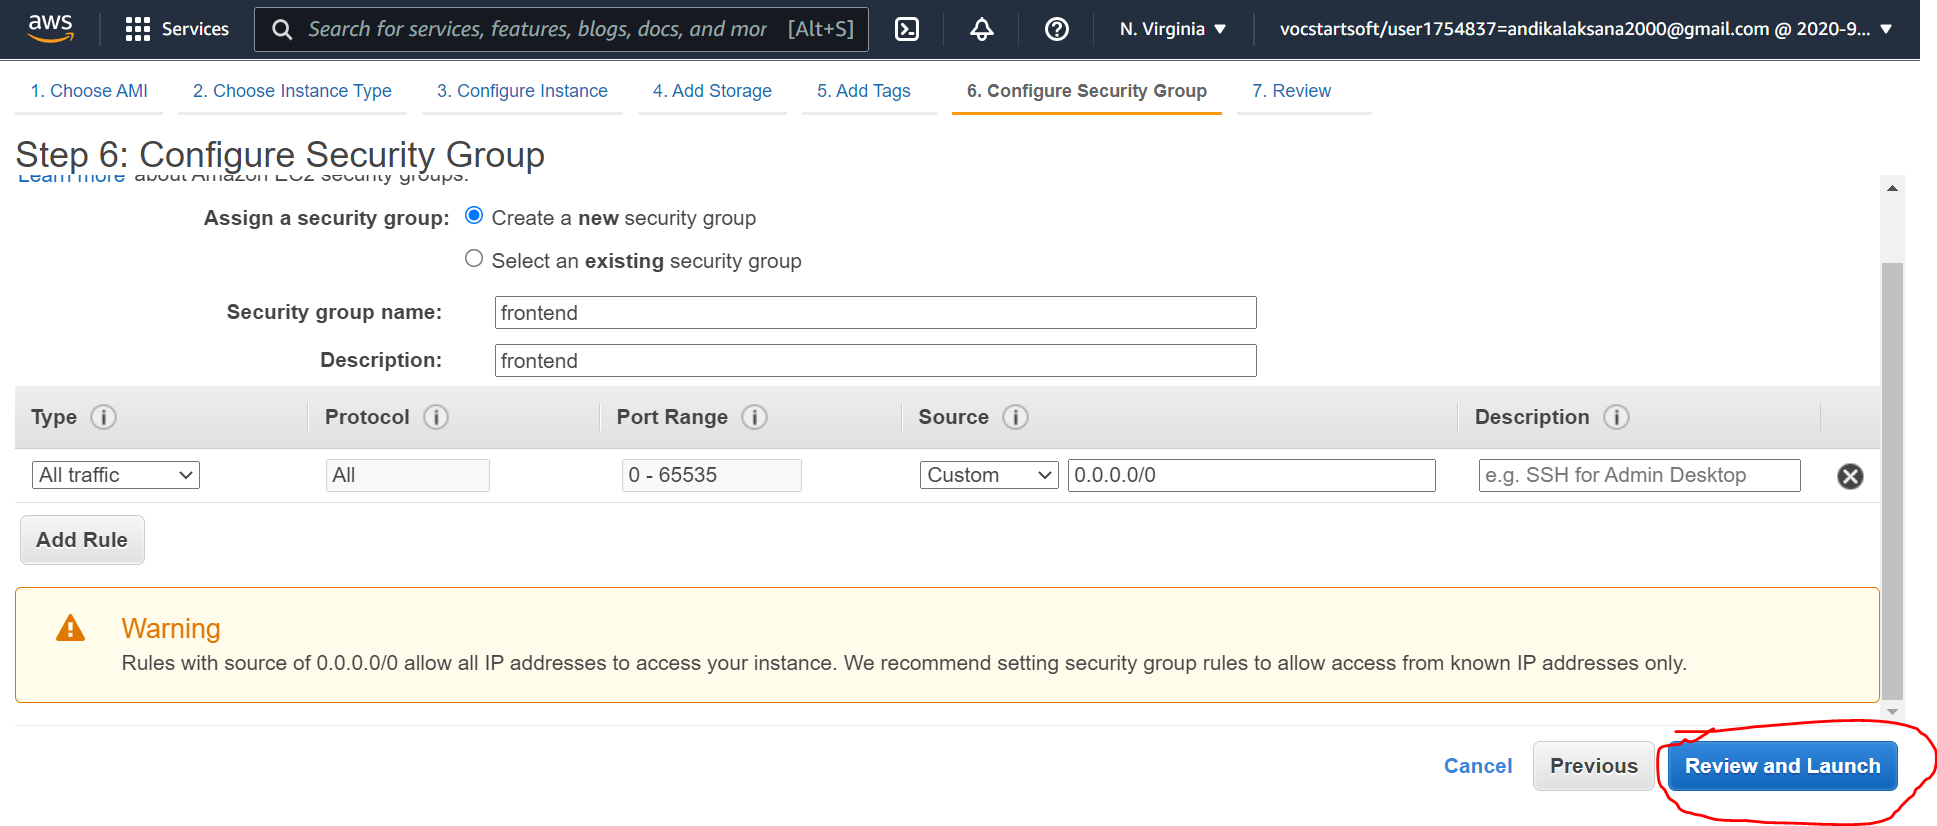 aws Services Search for services, features, blogs, docs, and mor [Alt+S] N. Virginia vocstartsoft/user1754837=andikalaksana2000@gmail.com @ 2020-9...
1. Choose AMI 2. Choose Instance Type 3. Configure Instance 4. Add Storage 5. Add Tags 6. Configure Security Group 7. Review
Step 6: Configure Security Group
Learn more about Amazon EC2 security groups.
Assign a security group: Create a new security group
Select an existing security group
Security group name: frontend
Description: frontend
Type i Protocol i Port Range i Source i Description i
All traffic All 0 - 65535 Custom 0.0.0.0/0 e.g. SSH for Admin Desktop
Add Rule
Warning
Rules with source of 0.0.0.0/0 allow all IP addresses to access your instance. We recommend setting security group rules to allow access from known IP addresses only.
Cancel Previous Review and Launch